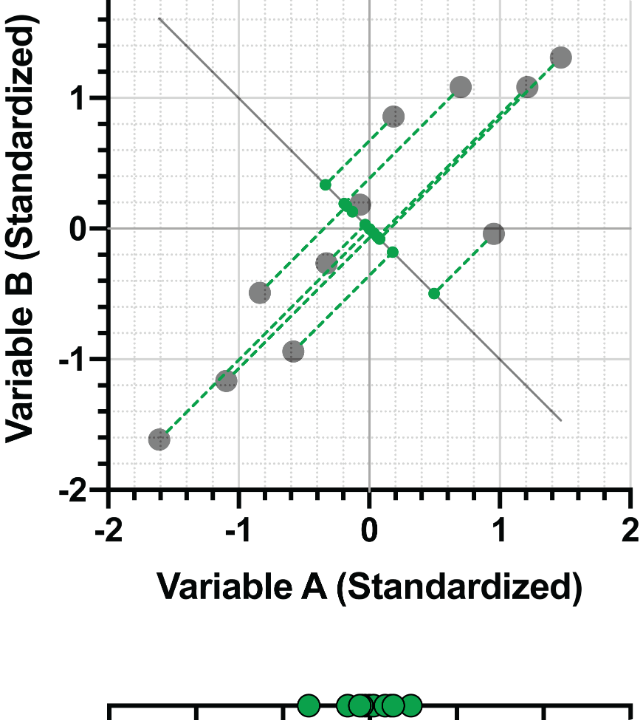 Variable B (Standardized)
1
0
-1
-2
-2 -1 0 1 2
Variable A (Standardized)